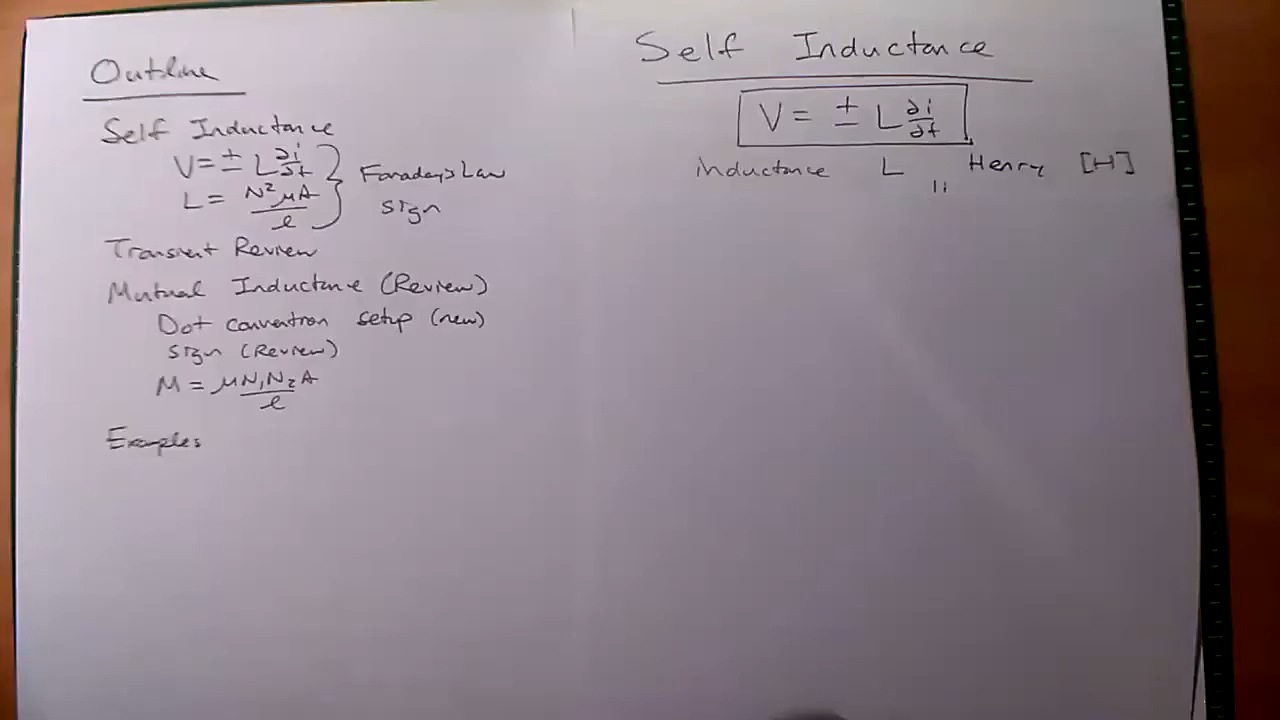 Outline
Self Inductance
V = ± L ∂i/∂t
L = N²μA/ℓ
Faradays Law
sign
Transient Review
Mutual Inductance (Review)
Dot convention setup (new)
sign (Review)
M = μN₁N₂A/ℓ
Examples
Self Inductance
V = ± L ∂i/∂t
inductance L Henry [H]